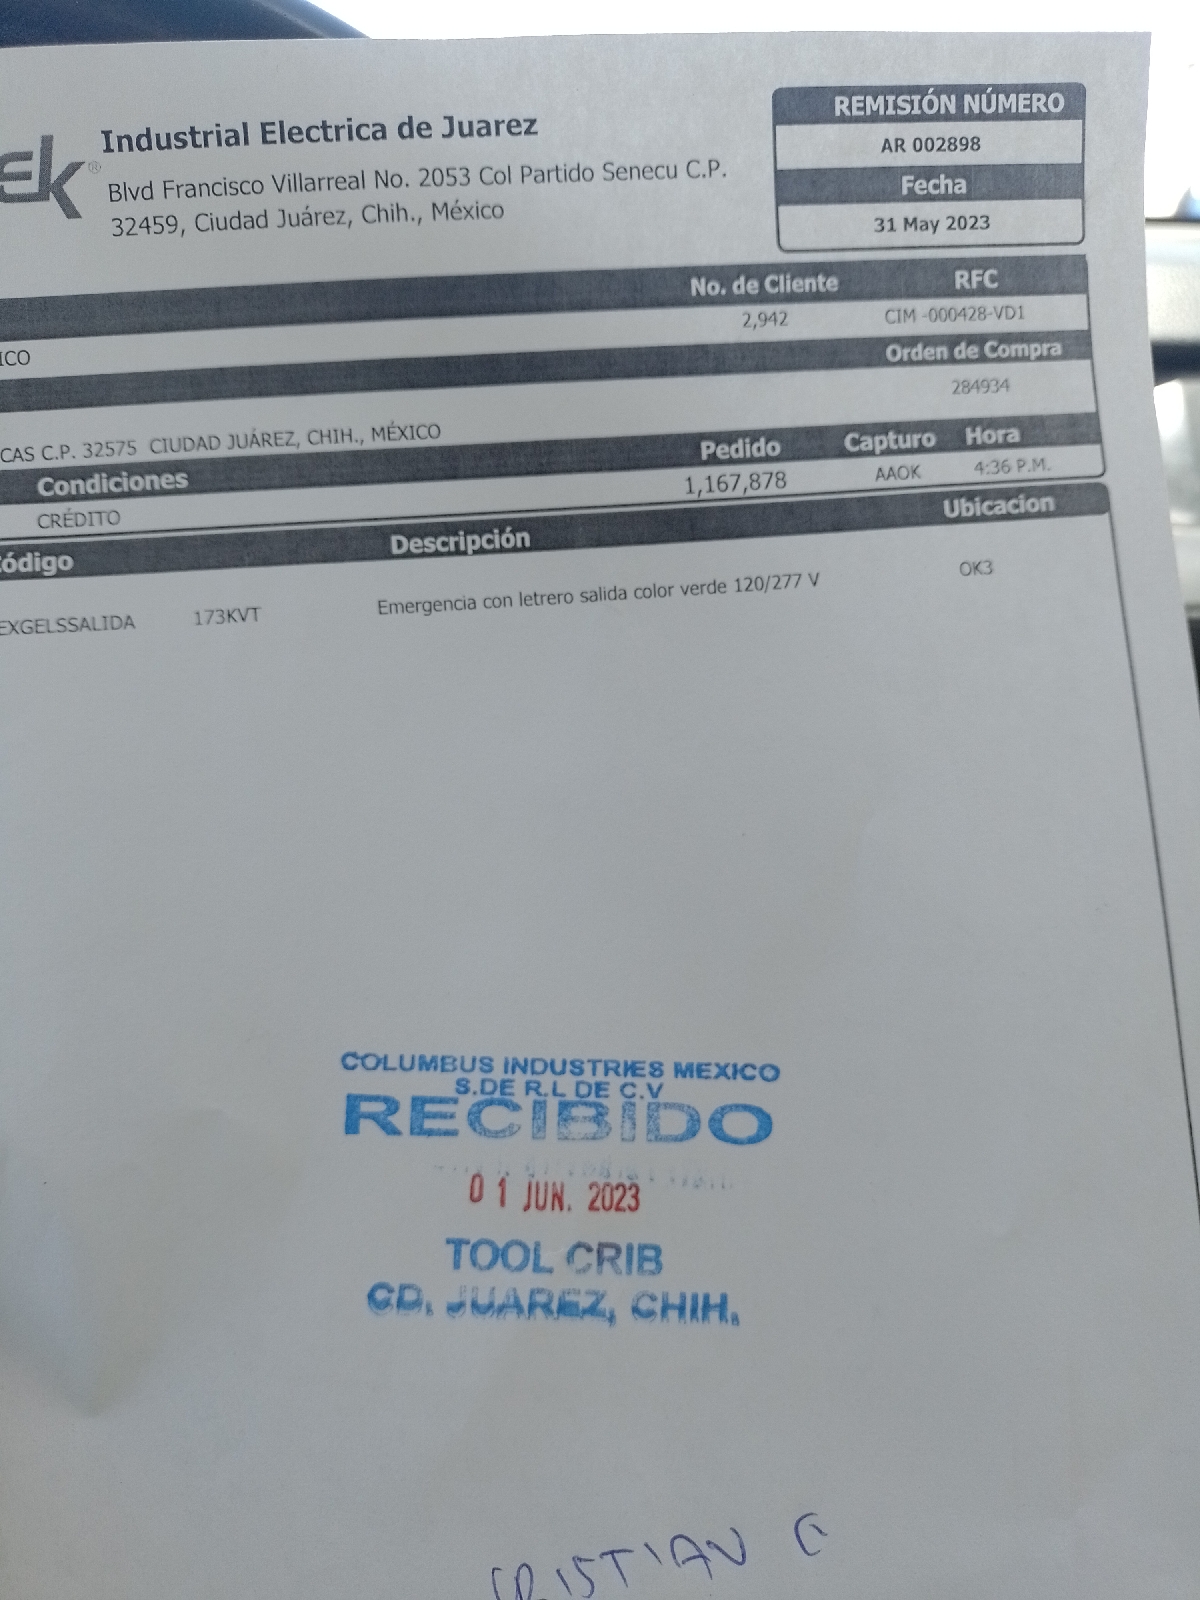 Ek®
Industrial Electrica de Juarez
Blvd Francisco Villarreal No. 2053 Col Partido Senecu C.P.
32459, Ciudad Juárez, Chih., México
REMISIÓN NÚMERO
AR 002898
Fecha
31 May 2023
No. de Cliente RFC
2,942 CIM -000428-VD1
ICO
Orden de Compra
284934
CAS C.P. 32575 CIUDAD JUÁREZ, CHIH., MÉXICO
Condiciones Pedido Capturo Hora
CRÉDITO 1,167,878 AAOK 4:36 P.M.
ódigo Descripción Ubicacion
EXGELSSALIDA 173KVT Emergencia con letrero salida color verde 120/277 V OK3
COLUMBUS INDUSTRIES MEXICO
S.DE R.L DE C.V
RECIBIDO
01 JUN. 2023
TOOL CRIB
CD. JUAREZ, CHIH.
CRISTIAN